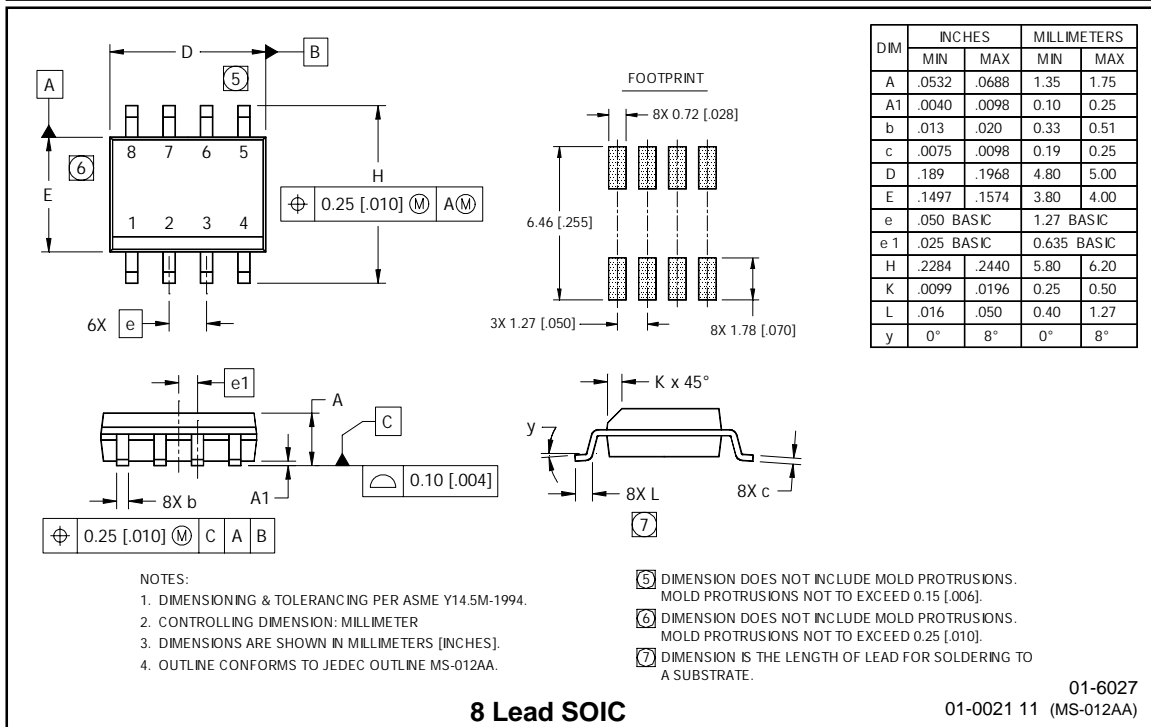 D
B
5
A
8 7 6 5
6
E
H
0.25 [.010] Ⓜ A Ⓜ
1 2 3 4
6X e
FOOTPRINT
8X 0.72 [.028]
6.46 [.255]
3X 1.27 [.050]
8X 1.78 [.070]
DIM INCHES MILLIMETERS
MIN MAX MIN MAX
A .0532 .0688 1.35 1.75
A1 .0040 .0098 0.10 0.25
b .013 .020 0.33 0.51
c .0075 .0098 0.19 0.25
D .189 .1968 4.80 5.00
E .1497 .1574 3.80 4.00
e .050 BASIC 1.27 BASIC
e 1 .025 BASIC 0.635 BASIC
H .2284 .2440 5.80 6.20
K .0099 .0196 0.25 0.50
L .016 .050 0.40 1.27
y 0° 8° 0° 8°
e1
A
C
0.10 [.004]
8X b
A1
0.25 [.010] Ⓜ C A B
K x 45°
y
8X L
8X c
7
NOTES:
1. DIMENSIONING & TOLERANCING PER ASME Y14.5M-1994.
2. CONTROLLING DIMENSION: MILLIMETER
3. DIMENSIONS ARE SHOWN IN MILLIMETERS [INCHES].
4. OUTLINE CONFORMS TO JEDEC OUTLINE MS-012AA.
5 DIMENSION DOES NOT INCLUDE MOLD PROTRUSIONS.
MOLD PROTRUSIONS NOT TO EXCEED 0.15 [.006].
6 DIMENSION DOES NOT INCLUDE MOLD PROTRUSIONS.
MOLD PROTRUSIONS NOT TO EXCEED 0.25 [.010].
7 DIMENSION IS THE LENGTH OF LEAD FOR SOLDERING TO
A SUBSTRATE.
8 Lead SOIC
01-6027
01-0021 11 (MS-012AA)